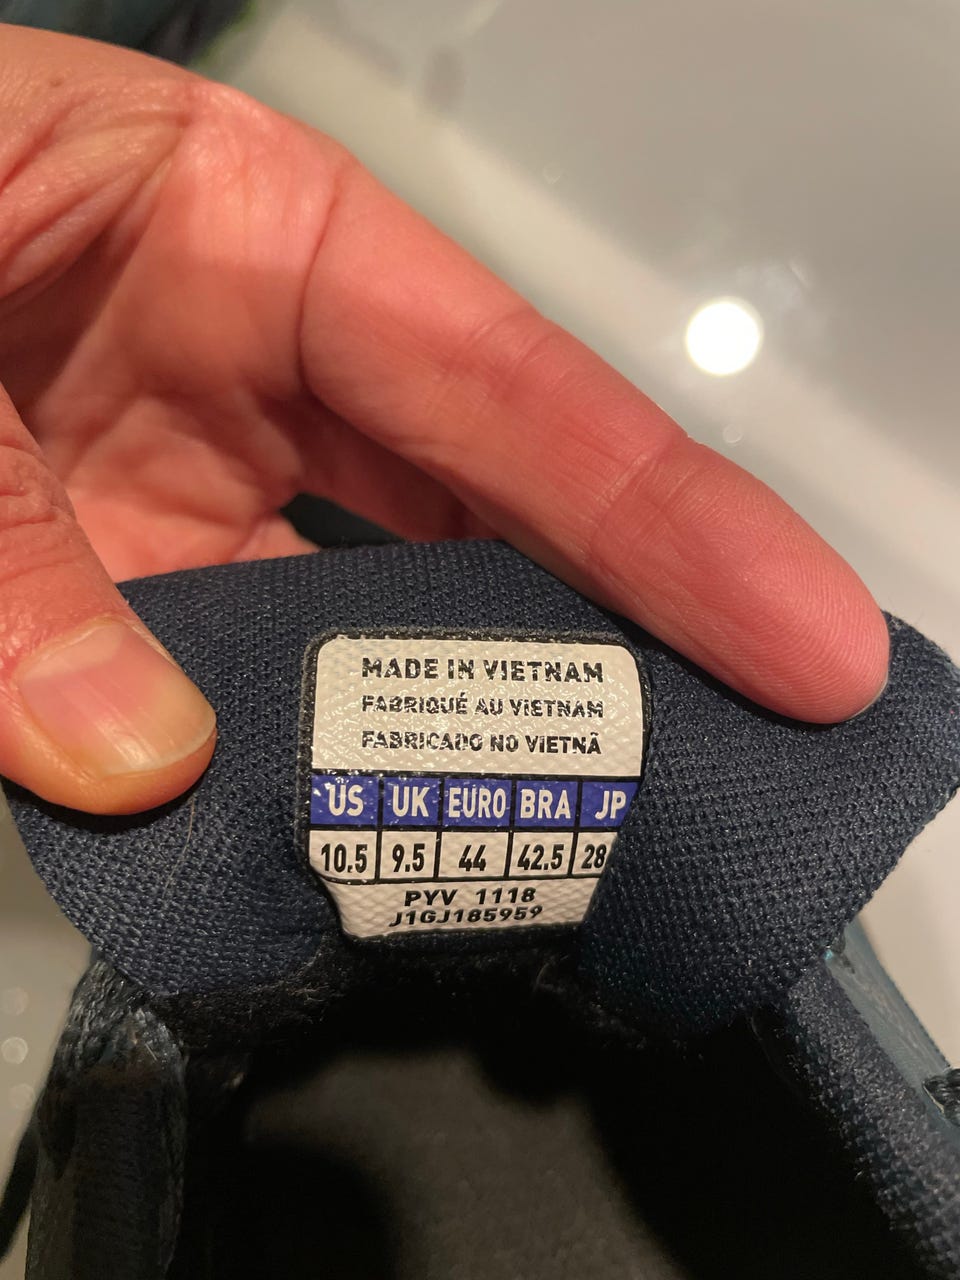 MADE IN VIETNAM
FABRIQUÉ AU VIETNAM
FABRICADO NO VIETNÃ
US UK EURO BRA JP
10.5 9.5 44 42.5 28
PYV 1118
J1GJ185959